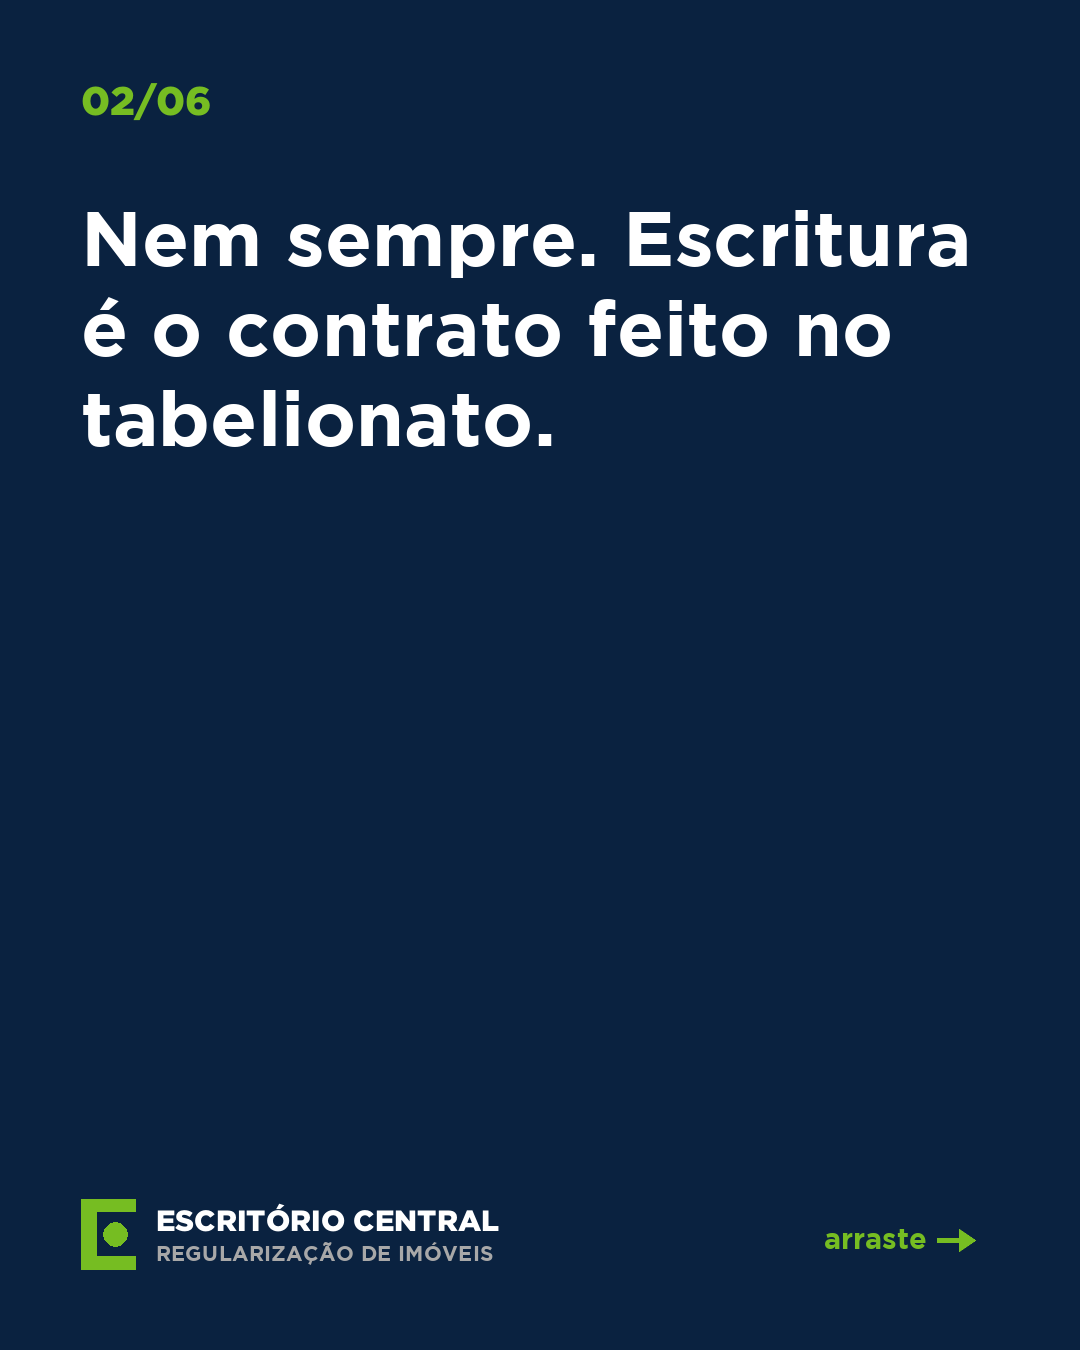 02/06
Nem sempre. Escritura
é o contrato feito no
tabelionato.
ESCRITÓRIO CENTRAL
REGULARIZAÇÃO DE IMÓVEIS
arraste